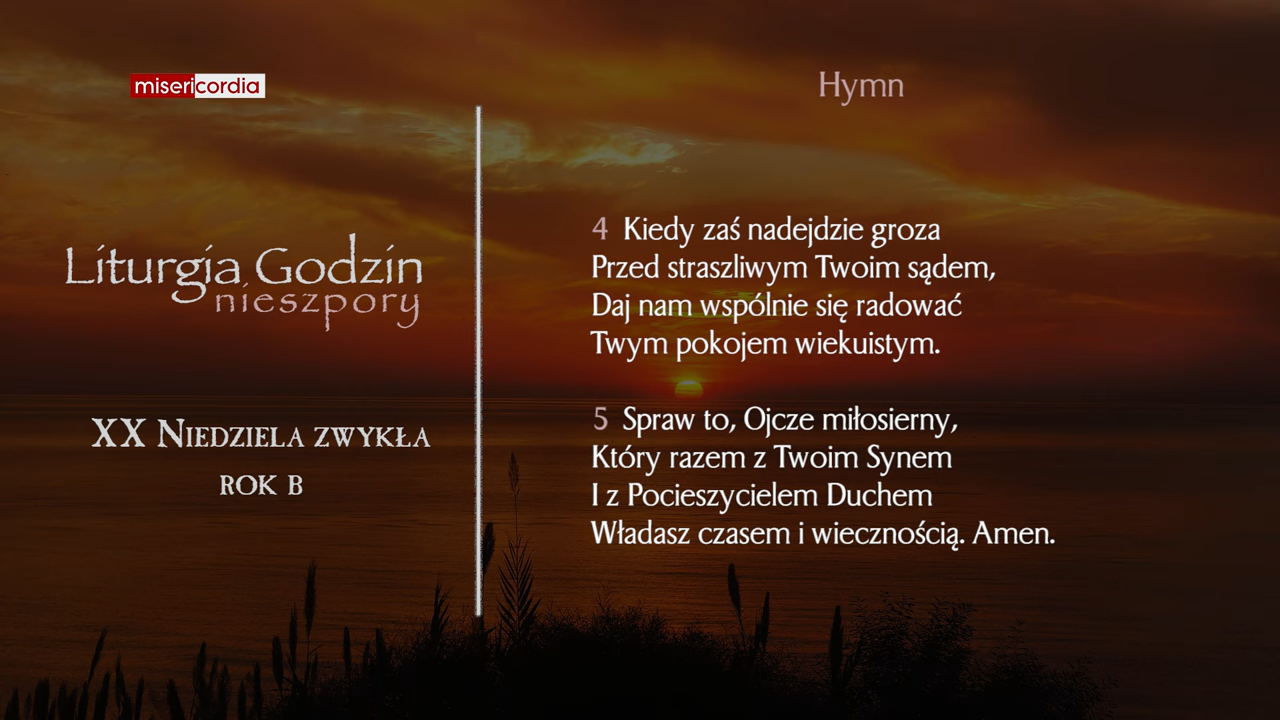 misericordia
Liturgia Godzin
nieszpory
XX Niedziela zwykła
rok B
Hymn
4 Kiedy zaś nadejdzie groza
Przed straszliwym Twoim sądem,
Daj nam wspólnie się radować
Twym pokojem wiekuistym.
5 Spraw to, Ojcze miłosierny,
Który razem z Twoim Synem
I z Pocieszycielem Duchem
Władasz czasem i wiecznością. Amen.